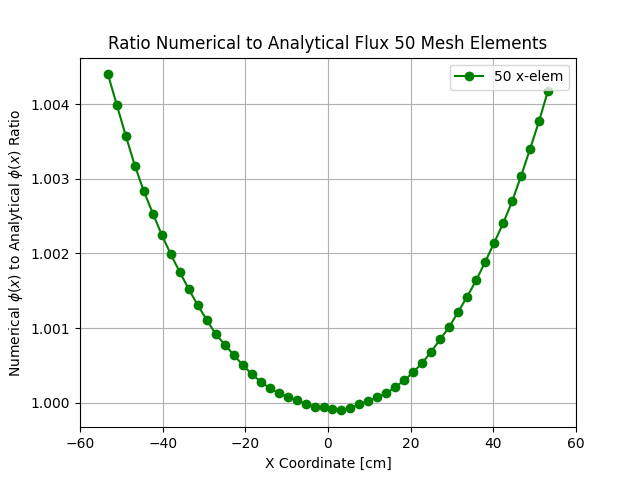 Ratio Numerical to Analytical Flux 50 Mesh Elements
50 x-elem
Numerical ϕ(x) to Analytical ϕ(x) Ratio
1.004
1.003
1.002
1.001
1.000
−60 −40 −20 0 20 40 60
X Coordinate [cm]